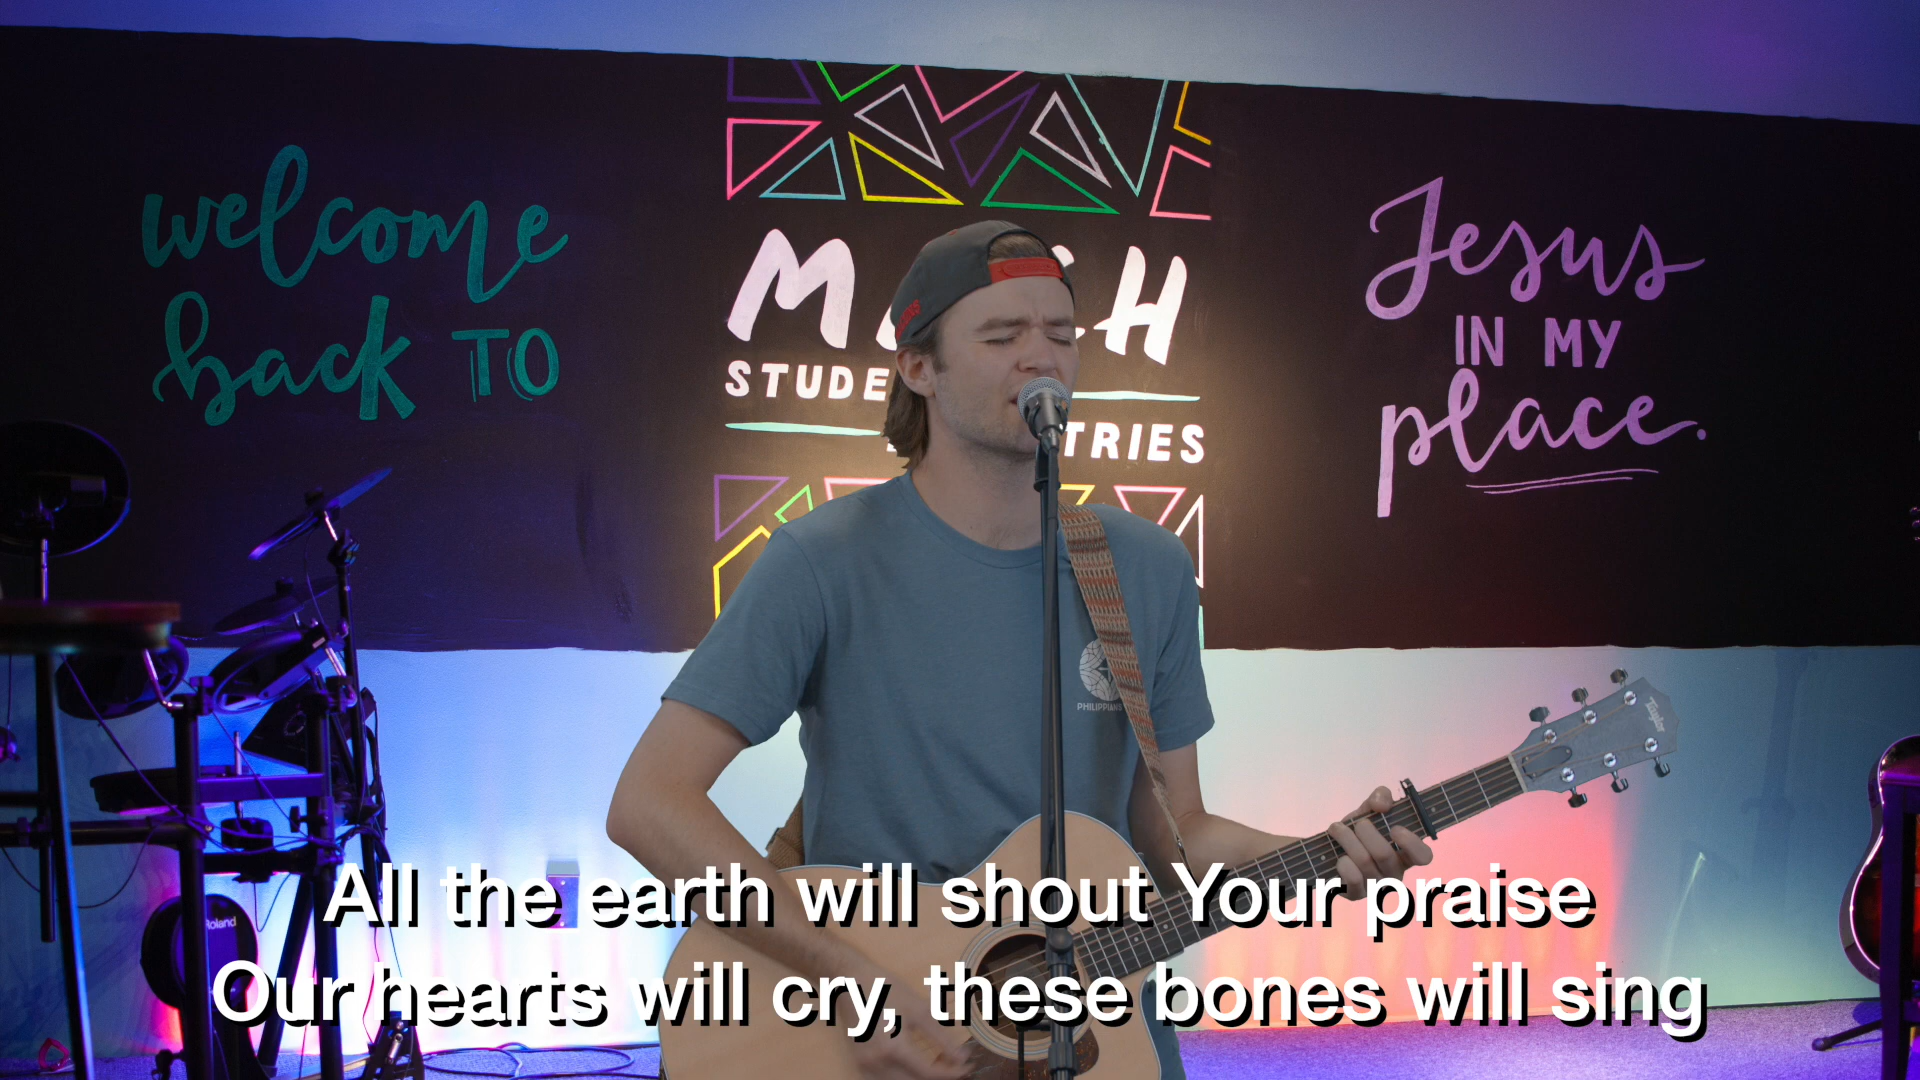 welcome
back TO
STUDE
TRIES
Jesus
IN MY
place.
PHILIPPIANS
Taylor
Roland
All the earth will shout Your praise
Our hearts will cry, these bones will sing